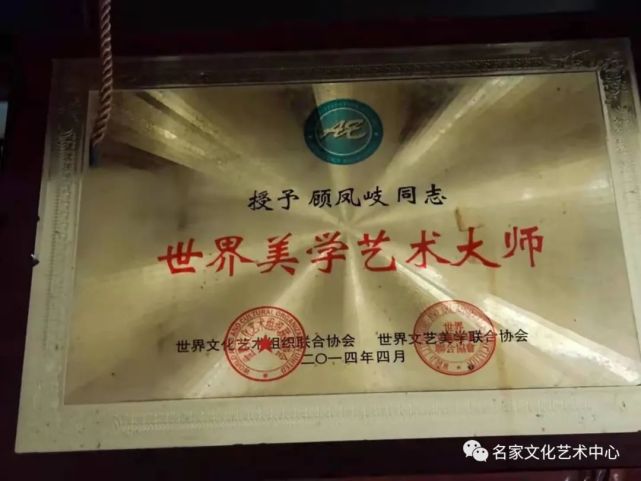 AE
授予 顾凤岐 同志
世界美学艺术大师
世界文化艺术组织联合协会 世界文艺美学联合协会
二〇一四年四月
名家文化艺术中心